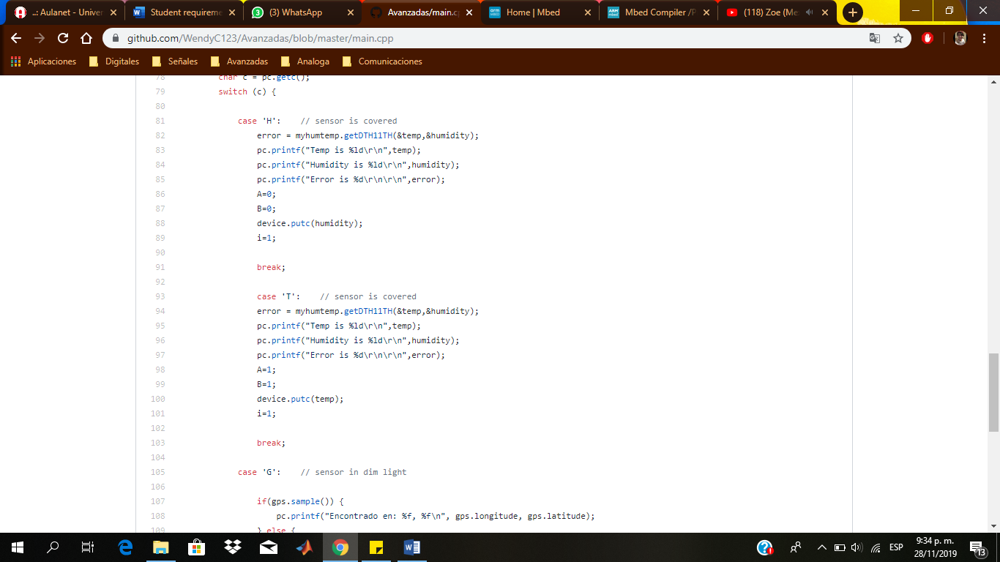 ..: Aulanet - Univer
Student requireme
(3) WhatsApp
Avanzadas/main.c
Home | Mbed
Mbed Compiler /P
(118) Zoe (Me
github.com/WendyC123/Avanzadas/blob/master/main.cpp
Aplicaciones
Digitales
Señales
Avanzadas
Analoga
Comunicaciones
78 char c = pc.getc();
79 switch (c) {
80
81 case 'H': // sensor is covered
82 error = myhumtemp.getDTH11TH(&temp,&humidity);
83 pc.printf("Temp is %ld\r\n",temp);
84 pc.printf("Humidity is %ld\r\n",humidity);
85 pc.printf("Error is %d\r\n\r\n",error);
86 A=0;
87 B=0;
88 device.putc(humidity);
89 i=1;
90
91 break;
92
93 case 'T': // sensor is covered
94 error = myhumtemp.getDTH11TH(&temp,&humidity);
95 pc.printf("Temp is %ld\r\n",temp);
96 pc.printf("Humidity is %ld\r\n",humidity);
97 pc.printf("Error is %d\r\n\r\n",error);
98 A=1;
99 B=1;
100 device.putc(temp);
101 i=1;
102
103 break;
104
105 case 'G': // sensor in dim light
106
107 if(gps.sample()) {
108 pc.printf("Encontrado en: %f, %f\n", gps.longitude, gps.latitude);
109 } else {
ESP
9:34 p. m.
28/11/2019
13